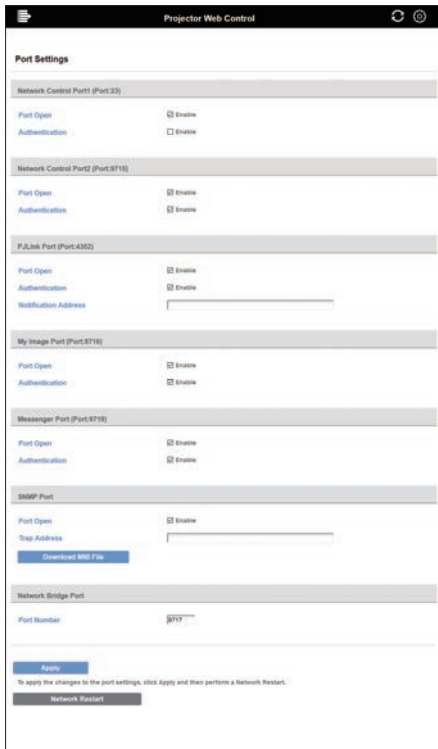 Projector Web Control
Port Settings
Network Control Port1 (Port:23)
Port Open Enable
Authentication Enable
Network Control Port2 (Port:9715)
Port Open Enable
Authentication Enable
PJLink Port (Port:4352)
Port Open Enable
Authentication Enable
Notification Address
My Image Port (Port:9716)
Port Open Enable
Authentication Enable
Messenger Port (Port:9719)
Port Open Enable
Authentication Enable
SNMP Port
Port Open Enable
Trap Address
Download MIB File
Network Bridge Port
Port Number 9717
Apply
To apply the changes to the port settings, click Apply and then perform a Network Restart.
Network Restart